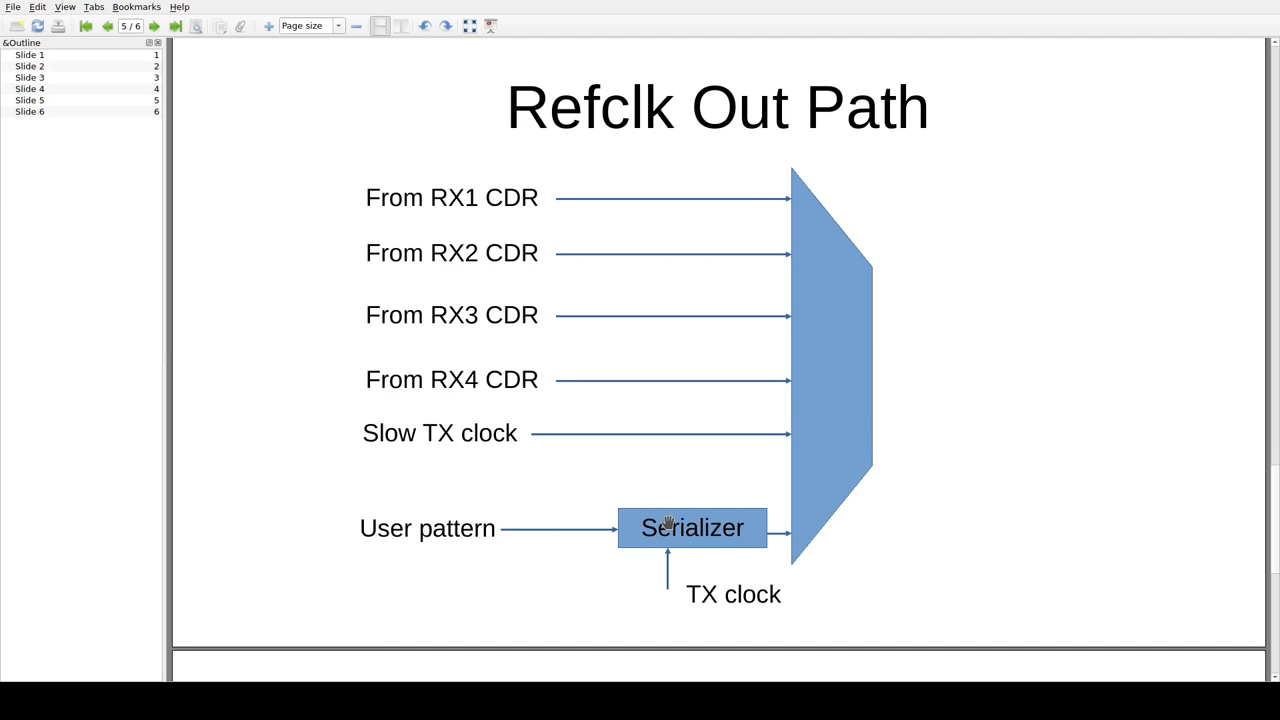 File Edit View Tabs Bookmarks Help
5 / 6 Page size
&Outline
Slide 1 1
Slide 2 2
Slide 3 3
Slide 4 4
Slide 5 5
Slide 6 6
Refclk Out Path
From RX1 CDR
From RX2 CDR
From RX3 CDR
From RX4 CDR
Slow TX clock
User pattern
Serializer
TX clock